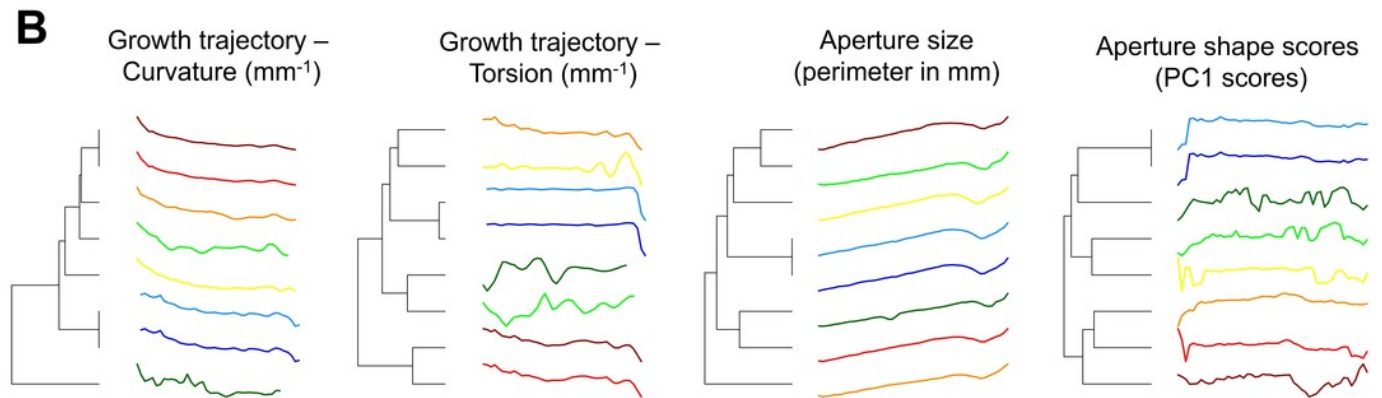 B
Growth trajectory –
Curvature (mm⁻¹)
Growth trajectory –
Torsion (mm⁻¹)
Aperture size
(perimeter in mm)
Aperture shape scores
(PC1 scores)